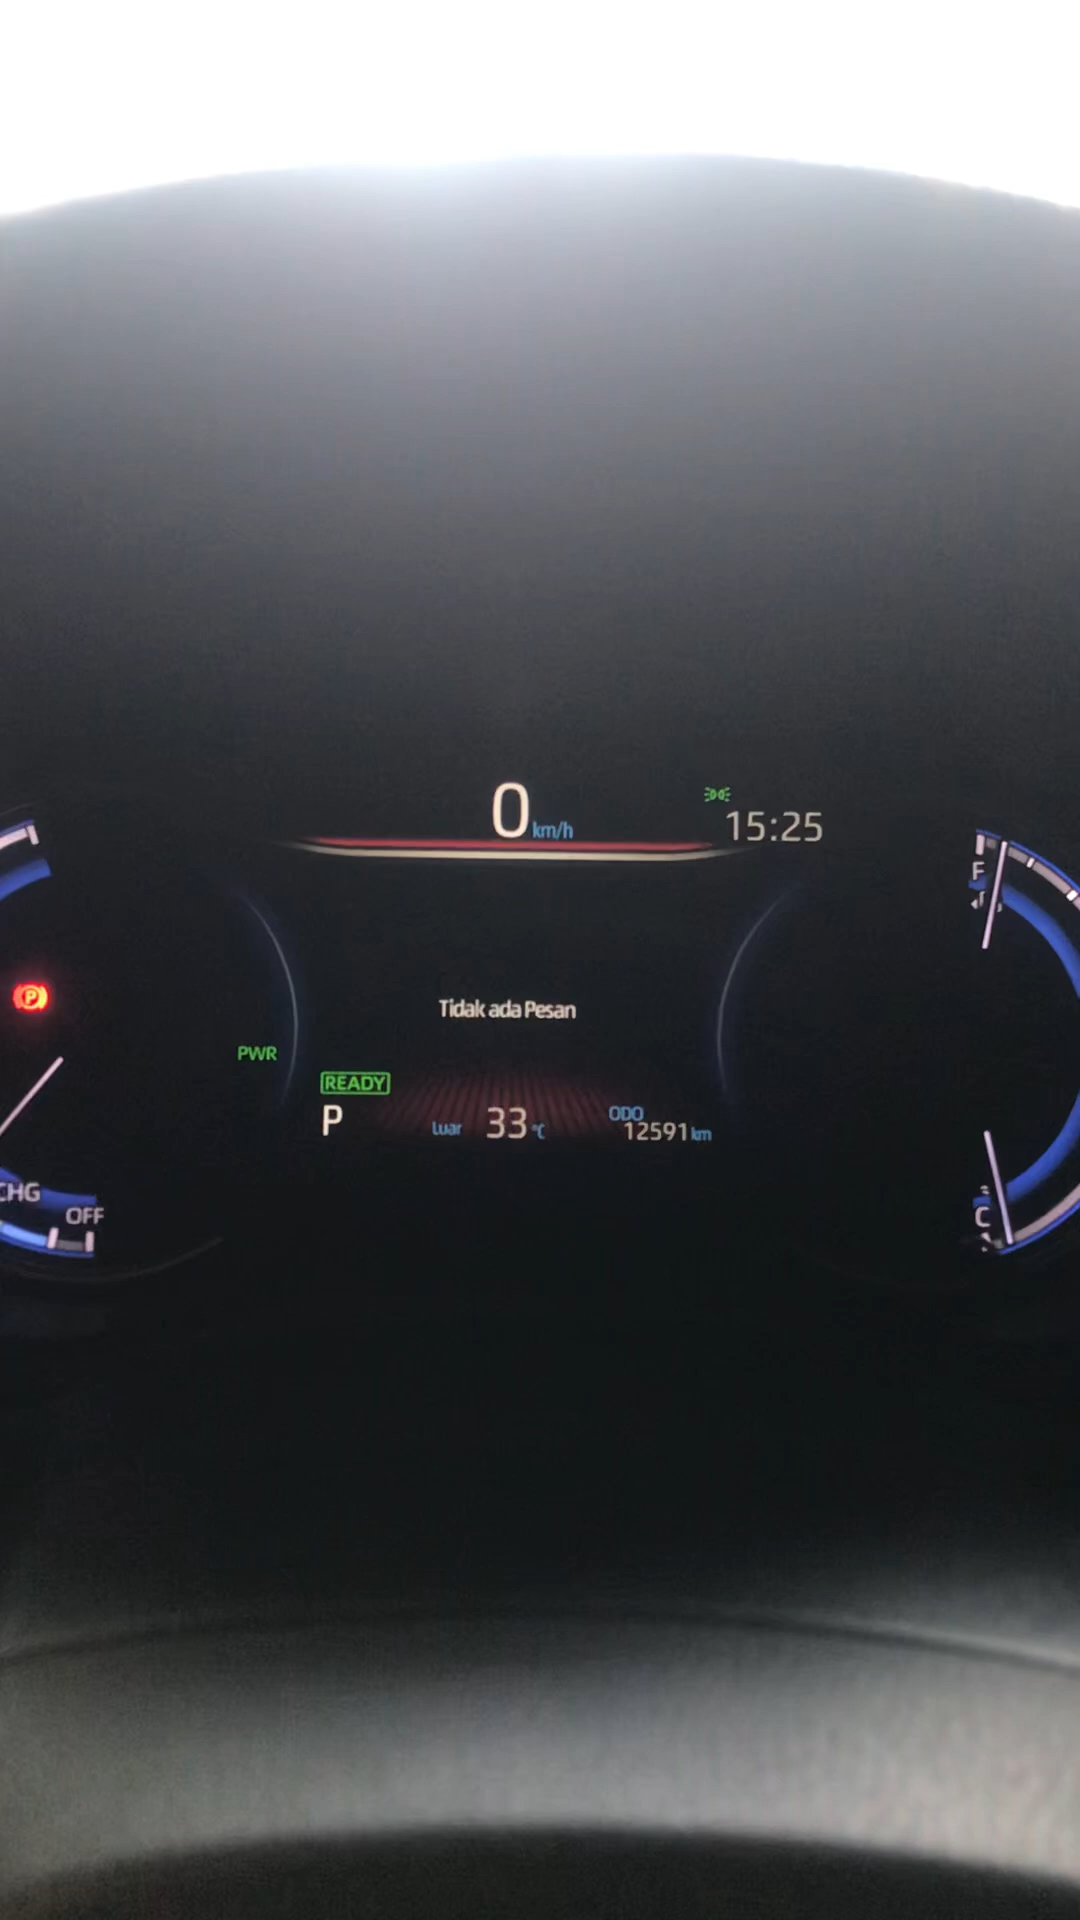 0 km/h
15:25
F
P
Tidak ada Pesan
PWR
READY
P
Luar 33 °C
ODO
12591 km
CHG
OFF
C